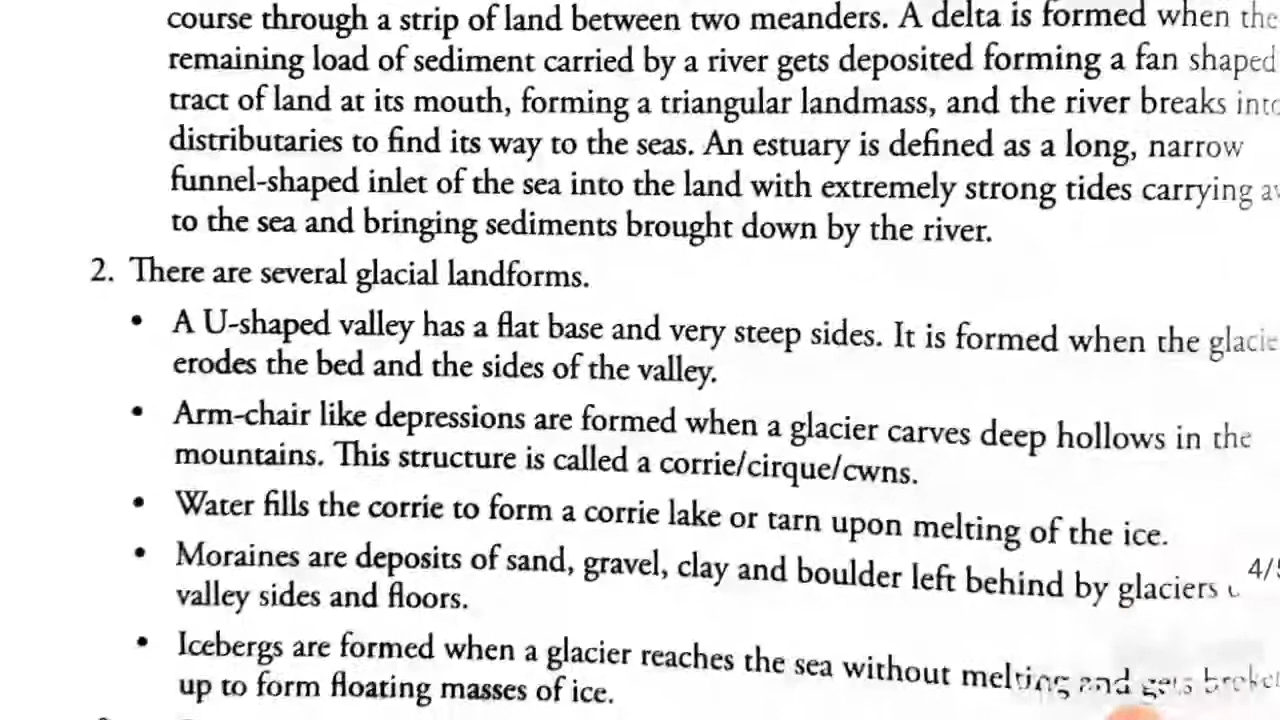 course through a strip of land between two meanders. A delta is formed when the
remaining load of sediment carried by a river gets deposited forming a fan shaped
tract of land at its mouth, forming a triangular landmass, and the river breaks into
distributaries to find its way to the seas. An estuary is defined as a long, narrow
funnel-shaped inlet of the sea into the land with extremely strong tides carrying
to the sea and bringing sediments brought down by the river.
2. There are several glacial landforms.
• A U-shaped valley has a flat base and very steep sides. It is formed when the
erodes the bed and the sides of the valley.
• Arm-chair like depressions are formed when a glacier carves deep hollows in the
mountains. This structure is called a corrie/cirque/cwns.
• Water fills the corrie to form a corrie lake or tarn upon melting of the ice.
• Moraines are deposits of sand, gravel, clay and boulder left behind by glaciers
4/5
valley sides and floors.
• Icebergs are formed when a glacier reaches the sea without melting and gets
up to form floating masses of ice.